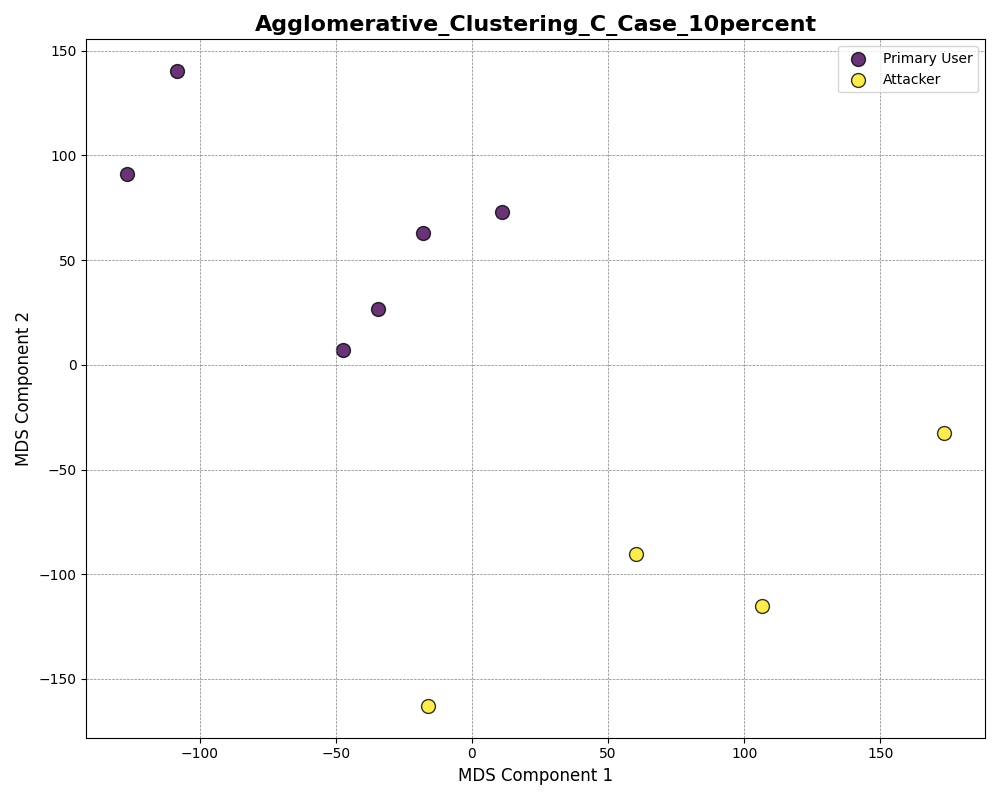 Agglomerative_Clustering_C_Case_10percent
Primary User
Attacker
150
100
50
0
−50
−100
−150
MDS Component 2
−100
−50
0
50
100
150
MDS Component 1